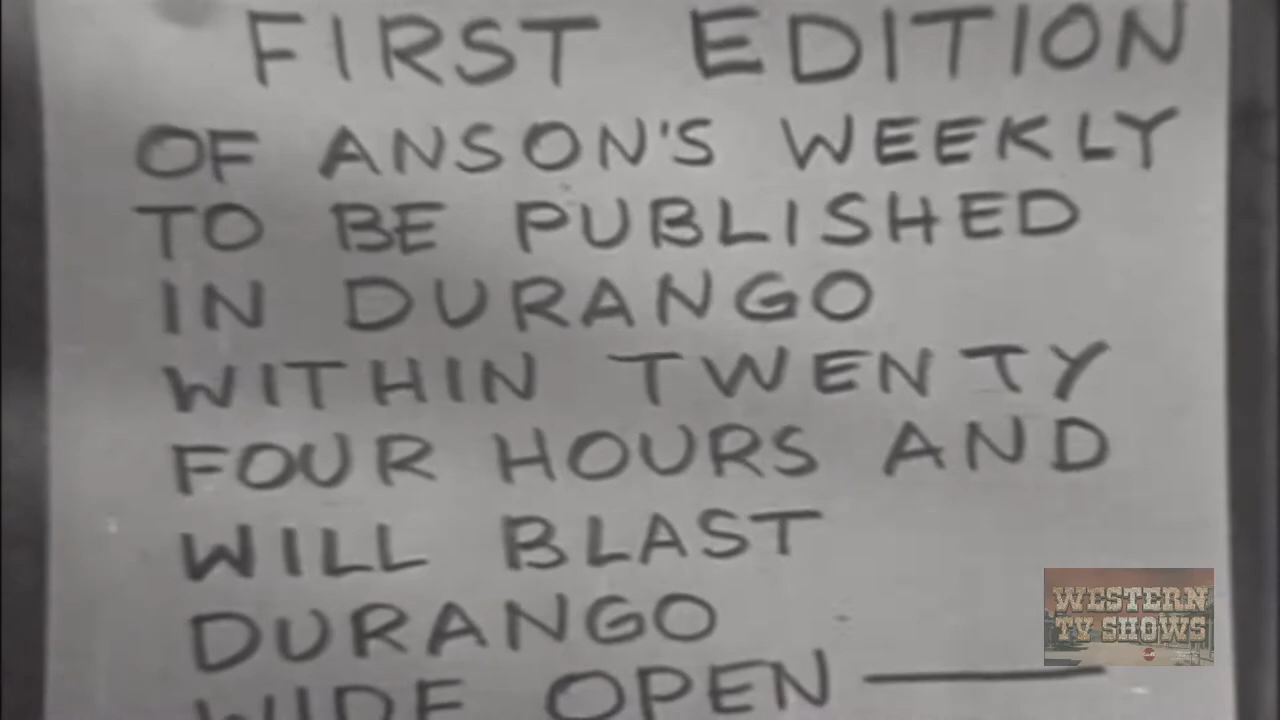 FIRST EDITION
OF ANSON'S WEEKLY
TO BE PUBLISHED
IN DURANGO
WITHIN TWENTY
FOUR HOURS AND
WILL BLAST
DURANGO
WIDE OPEN
WESTERN
TV SHOWS